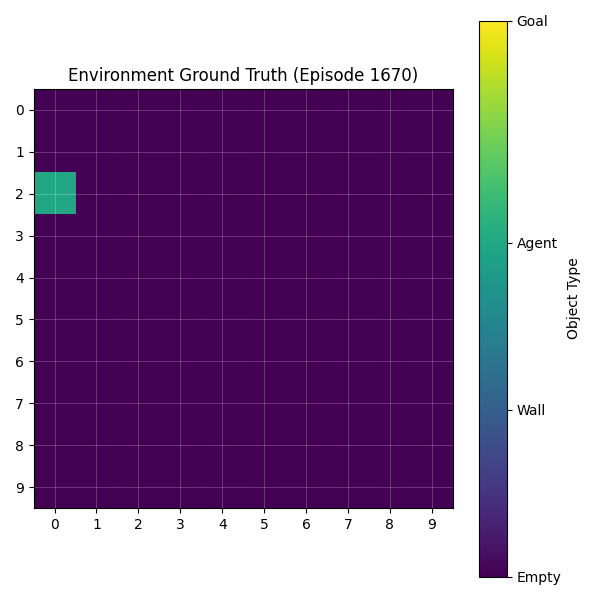 Environment Ground Truth (Episode 1670)
0
1
2
3
4
5
6
7
8
9
0 1 2 3 4 5 6 7 8 9
Goal
Agent
Wall
Empty
Object Type